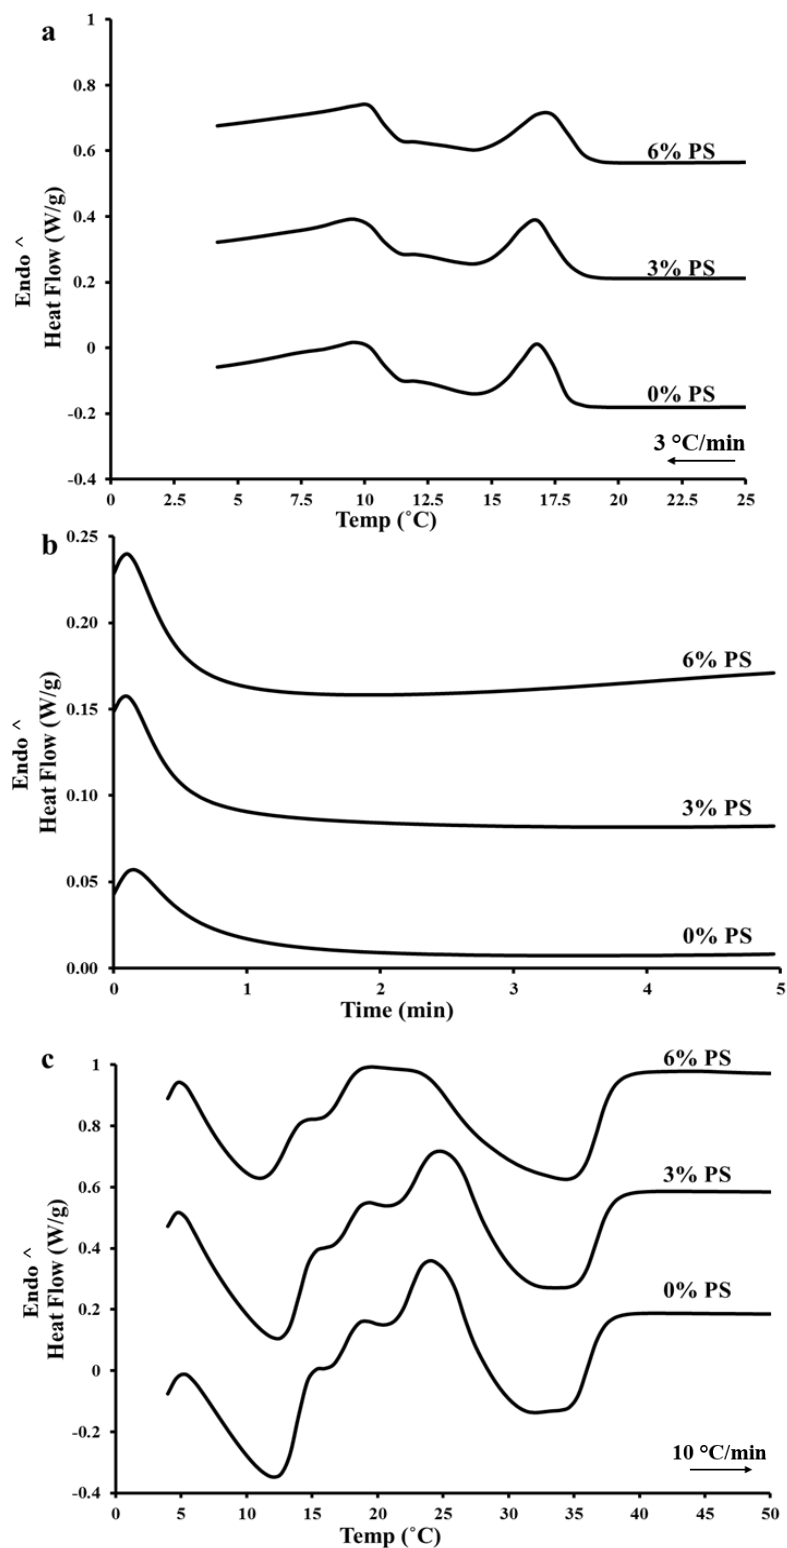 a
1
0.8
0.6
0.4
0.2
0
-0.2
-0.4
Endo ^
Heat Flow (W/g)
6% PS
3% PS
0% PS
3 °C/min
0 2.5 5 7.5 10 12.5 15 17.5 20 22.5 25
Temp (˚C)
b
0.25
0.20
0.15
0.10
0.05
0.00
Endo ^
Heat Flow (W/g)
6% PS
3% PS
0% PS
0 1 2 3 4 5
Time (min)
c
1
0.8
0.6
0.4
0.2
0
-0.2
-0.4
Endo ^
Heat Flow (W/g)
6% PS
3% PS
0% PS
10 °C/min
0 5 10 15 20 25 30 35 40 45 50
Temp (˚C)